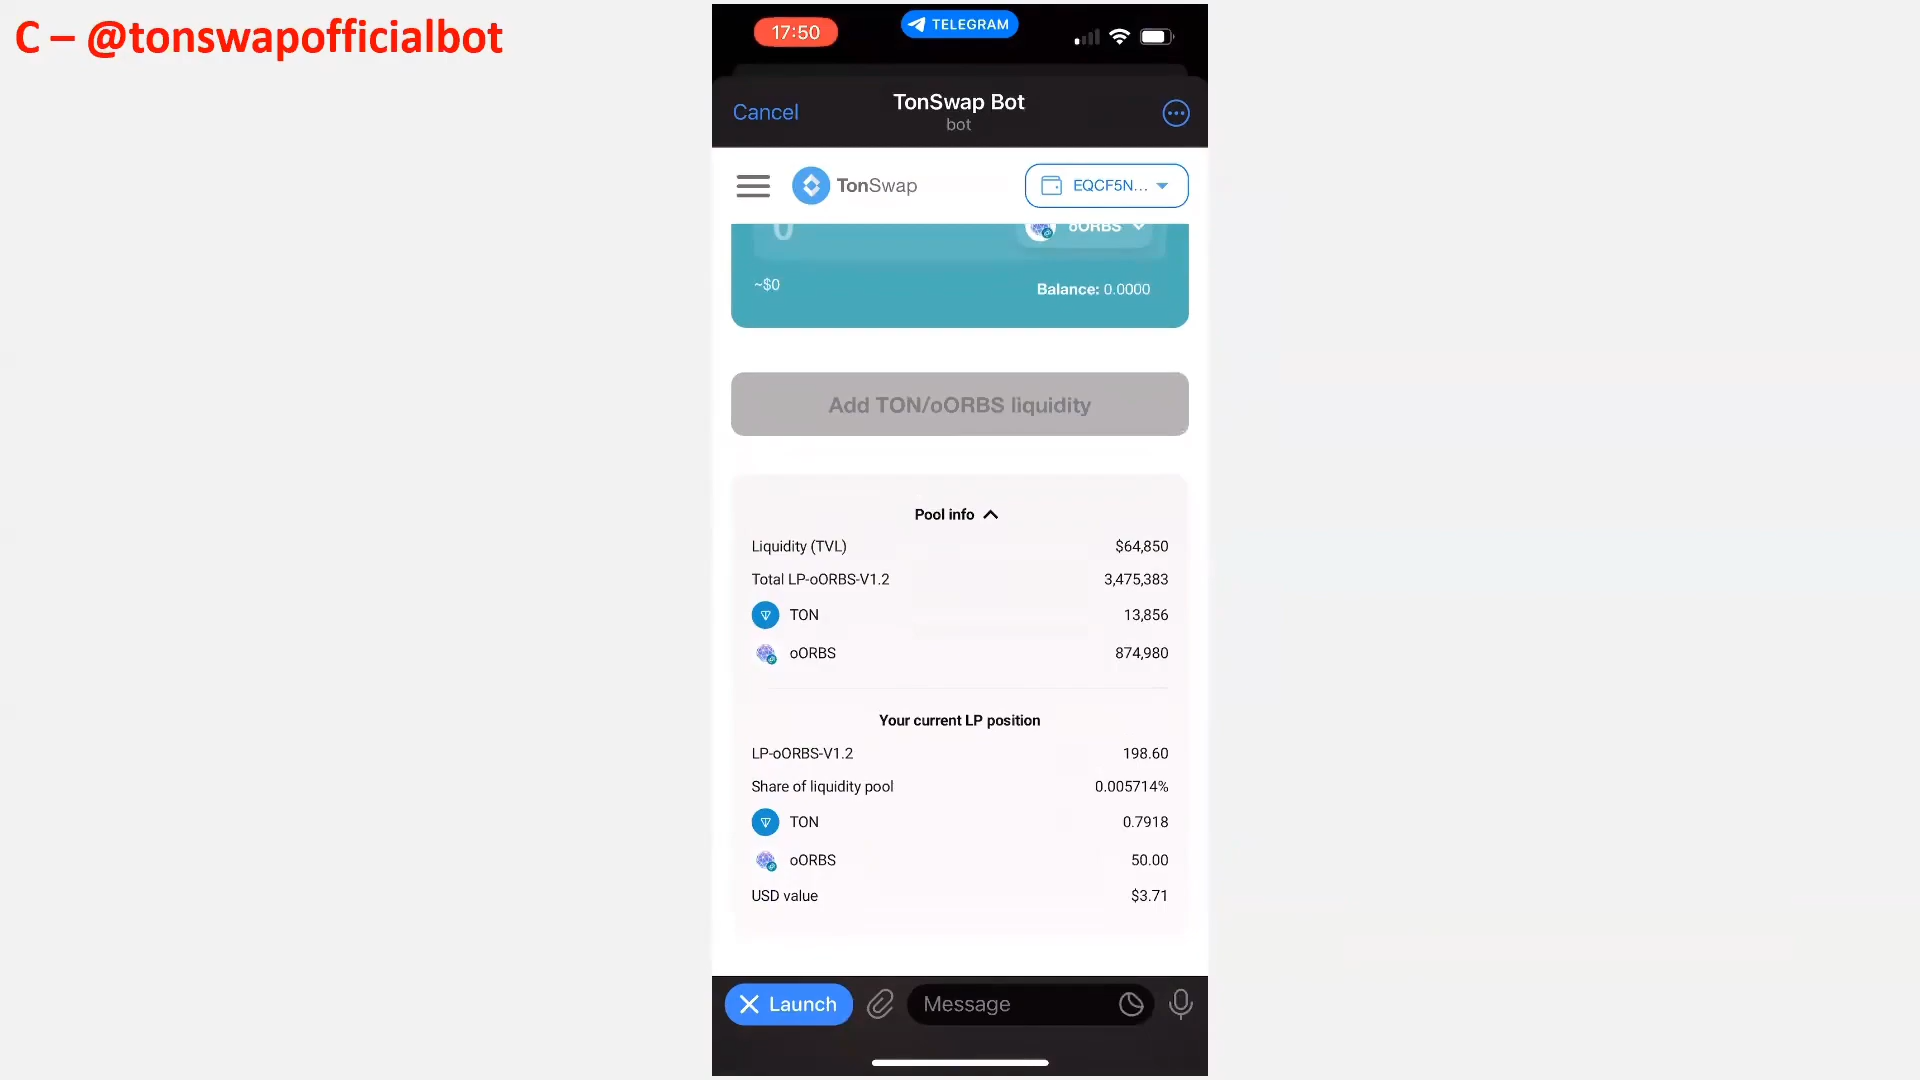 C – @tonswapofficialbot
17:50
TELEGRAM
Cancel
TonSwap Bot
bot
TonSwap
EQCF5N...
0
oORBS
~$0
Balance: 0.0000
Add TON/oORBS liquidity
Pool info
Liquidity (TVL) $64,850
Total LP-oORBS-V1.2 3,475,383
TON 13,856
oORBS 874,980
Your current LP position
LP-oORBS-V1.2 198.60
Share of liquidity pool 0.005714%
TON 0.7918
oORBS 50.00
USD value $3.71
Launch
Message